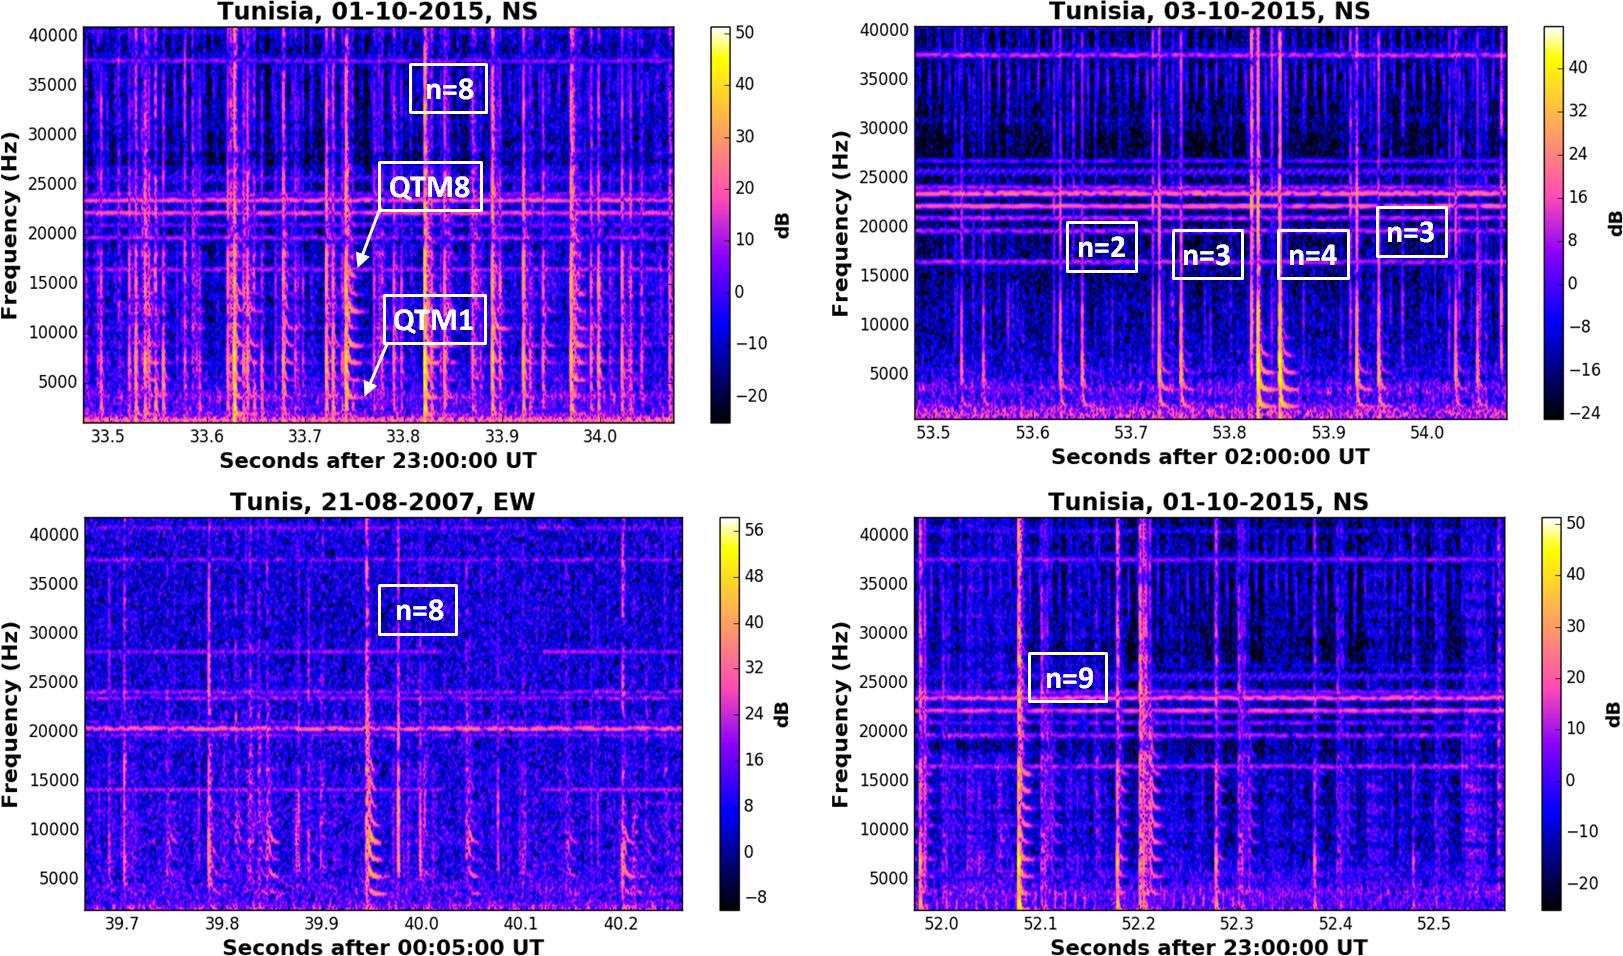 Tunisia, 01-10-2015, NS
Frequency (Hz)
40000
35000
30000
25000
20000
15000
10000
5000
n=8
QTM8
QTM1
33.5 33.6 33.7 33.8 33.9 34.0
Seconds after 23:00:00 UT
50
40
30
20
10
0
−10
−20
dB
Tunisia, 03-10-2015, NS
Frequency (Hz)
40000
35000
30000
25000
20000
15000
10000
5000
n=2
n=3
n=4
n=3
53.5 53.6 53.7 53.8 53.9 54.0
Seconds after 02:00:00 UT
40
32
24
16
8
0
−8
−16
−24
dB
Tunis, 21-08-2007, EW
Frequency (Hz)
40000
35000
30000
25000
20000
15000
10000
5000
n=8
39.7 39.8 39.9 40.0 40.1 40.2
Seconds after 00:05:00 UT
56
48
40
32
24
16
8
0
−8
dB
Tunisia, 01-10-2015, NS
Frequency (Hz)
40000
35000
30000
25000
20000
15000
10000
5000
n=9
52.0 52.1 52.2 52.3 52.4 52.5
Seconds after 23:00:00 UT
50
40
30
20
10
0
−10
−20
dB